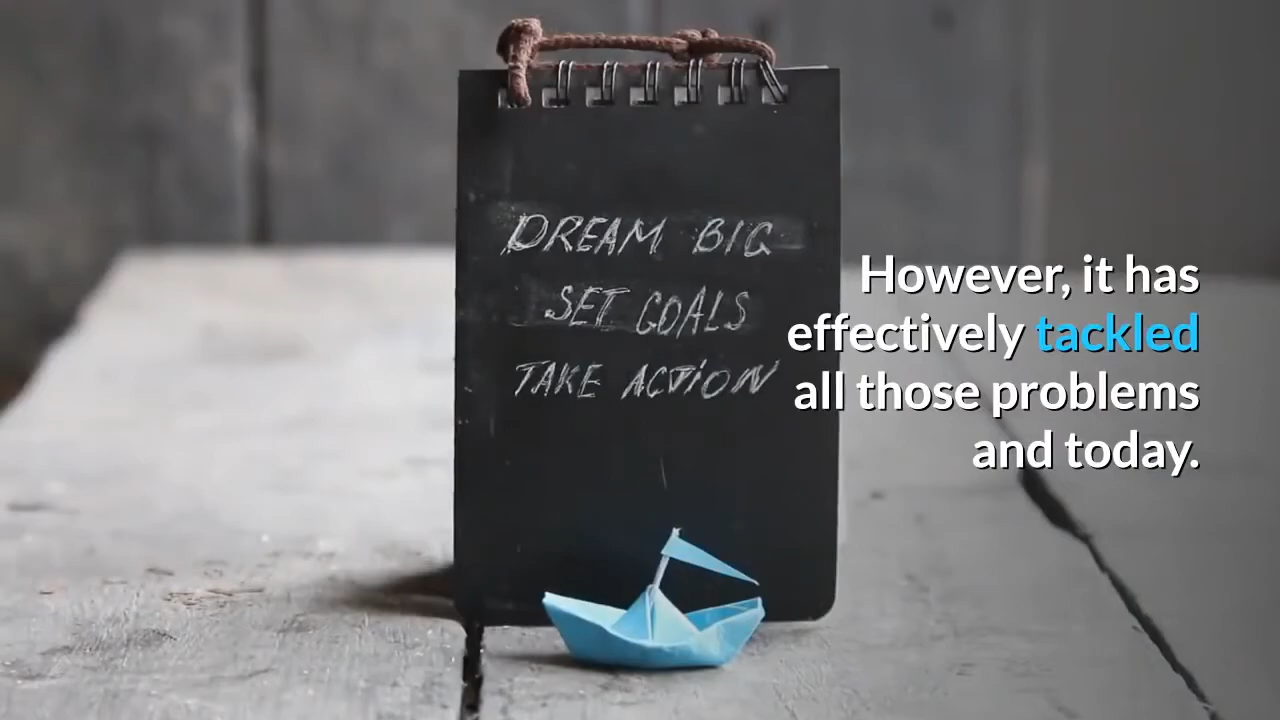 DREAM BIG
SET GOALS
TAKE ACTION
However, it has
effectively tackled
all those problems
and today.